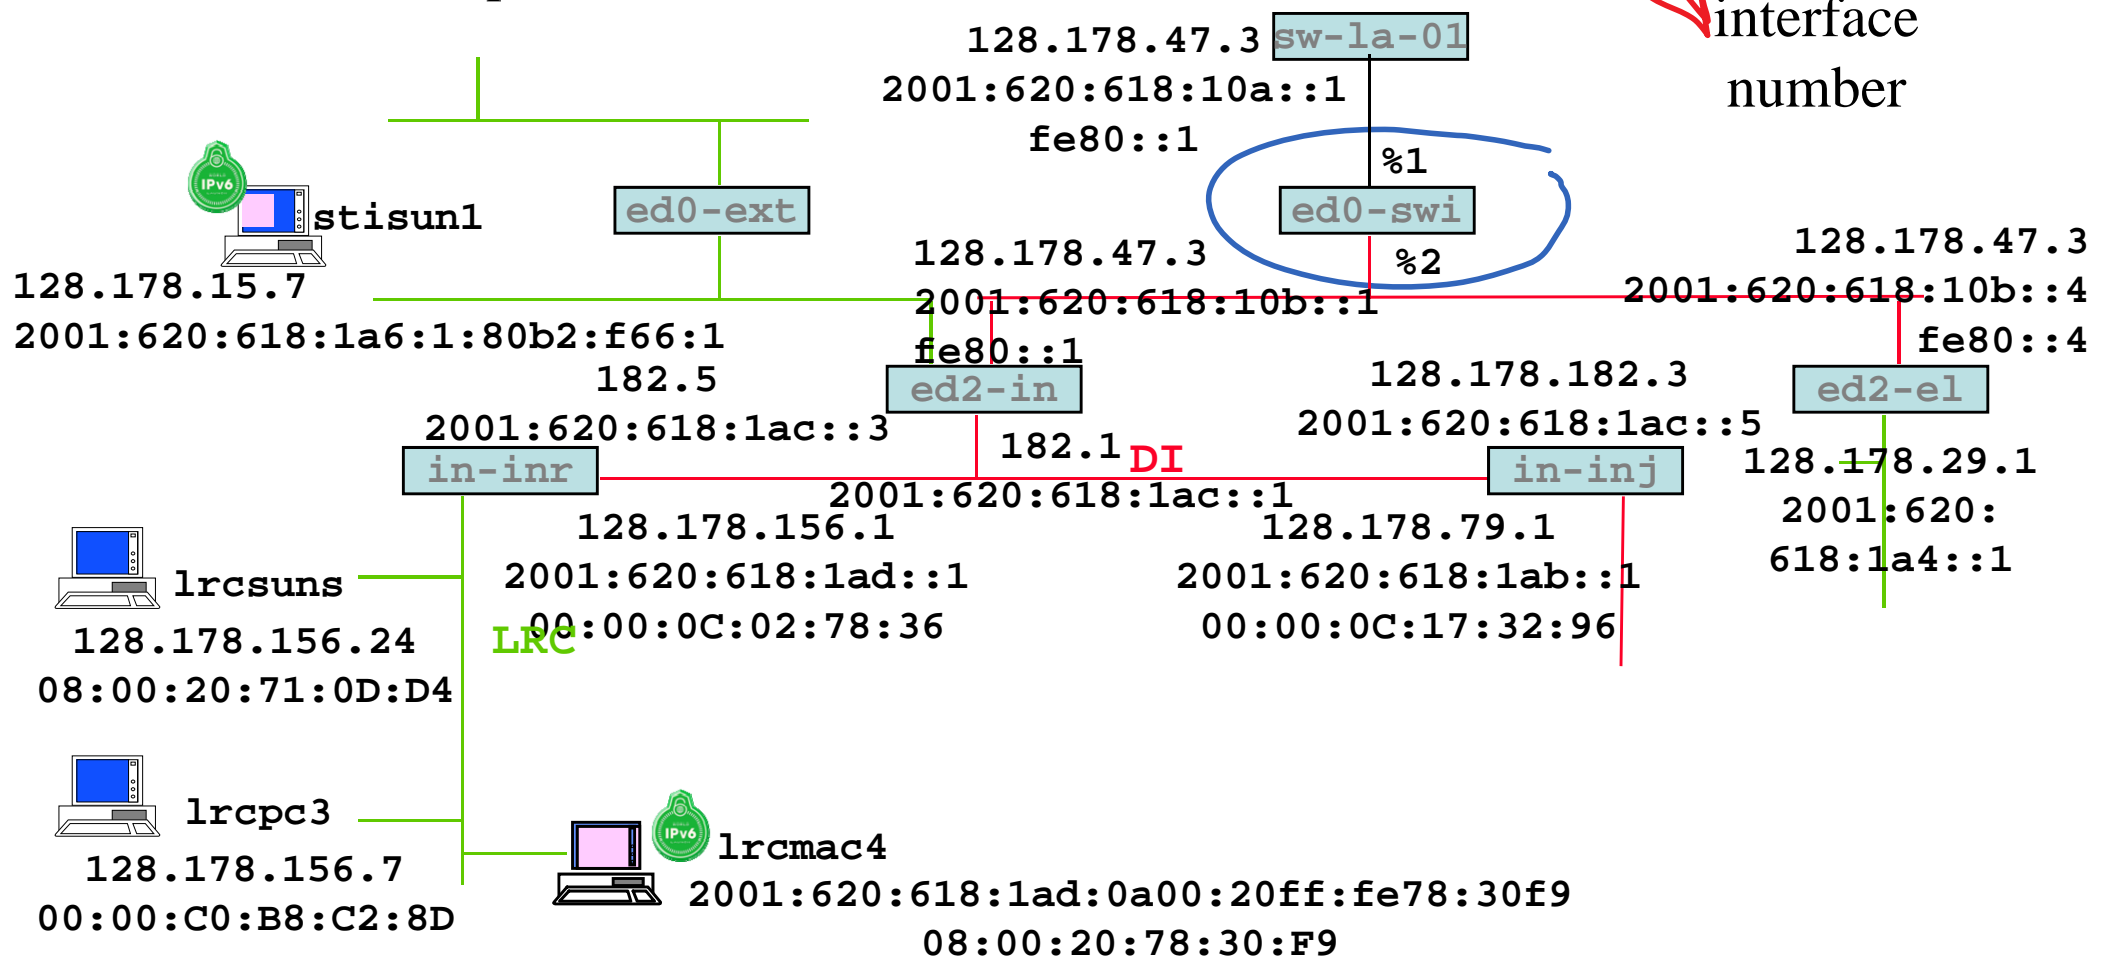 interface
number
128.178.47.3
2001:620:618:10a::1
fe80::1
sw-la-01
%1
ed0-swi
%2
IPv6
stisun1
128.178.15.7
2001:620:618:1a6:1:80b2:f66:1
ed0-ext
128.178.47.3
2001:620:618:10b::1
fe80::1
ed2-in
128.178.47.3
2001:620:618:10b::4
fe80::4
ed2-el
182.5
2001:620:618:1ac::3
in-inr
182.1
DI
2001:620:618:1ac::1
128.178.182.3
2001:620:618:1ac::5
in-inj
128.178.29.1
2001:620:
618:1a4::1
128.178.156.1
2001:620:618:1ad::1
00:00:0C:02:78:36
LRC
128.178.79.1
2001:620:618:1ab::1
00:00:0C:17:32:96
lrcsuns
128.178.156.24
08:00:20:71:0D:D4
lrcpc3
128.178.156.7
00:00:C0:B8:C2:8D
IPv6
lrcmac4
2001:620:618:1ad:0a00:20ff:fe78:30f9
08:00:20:78:30:F9